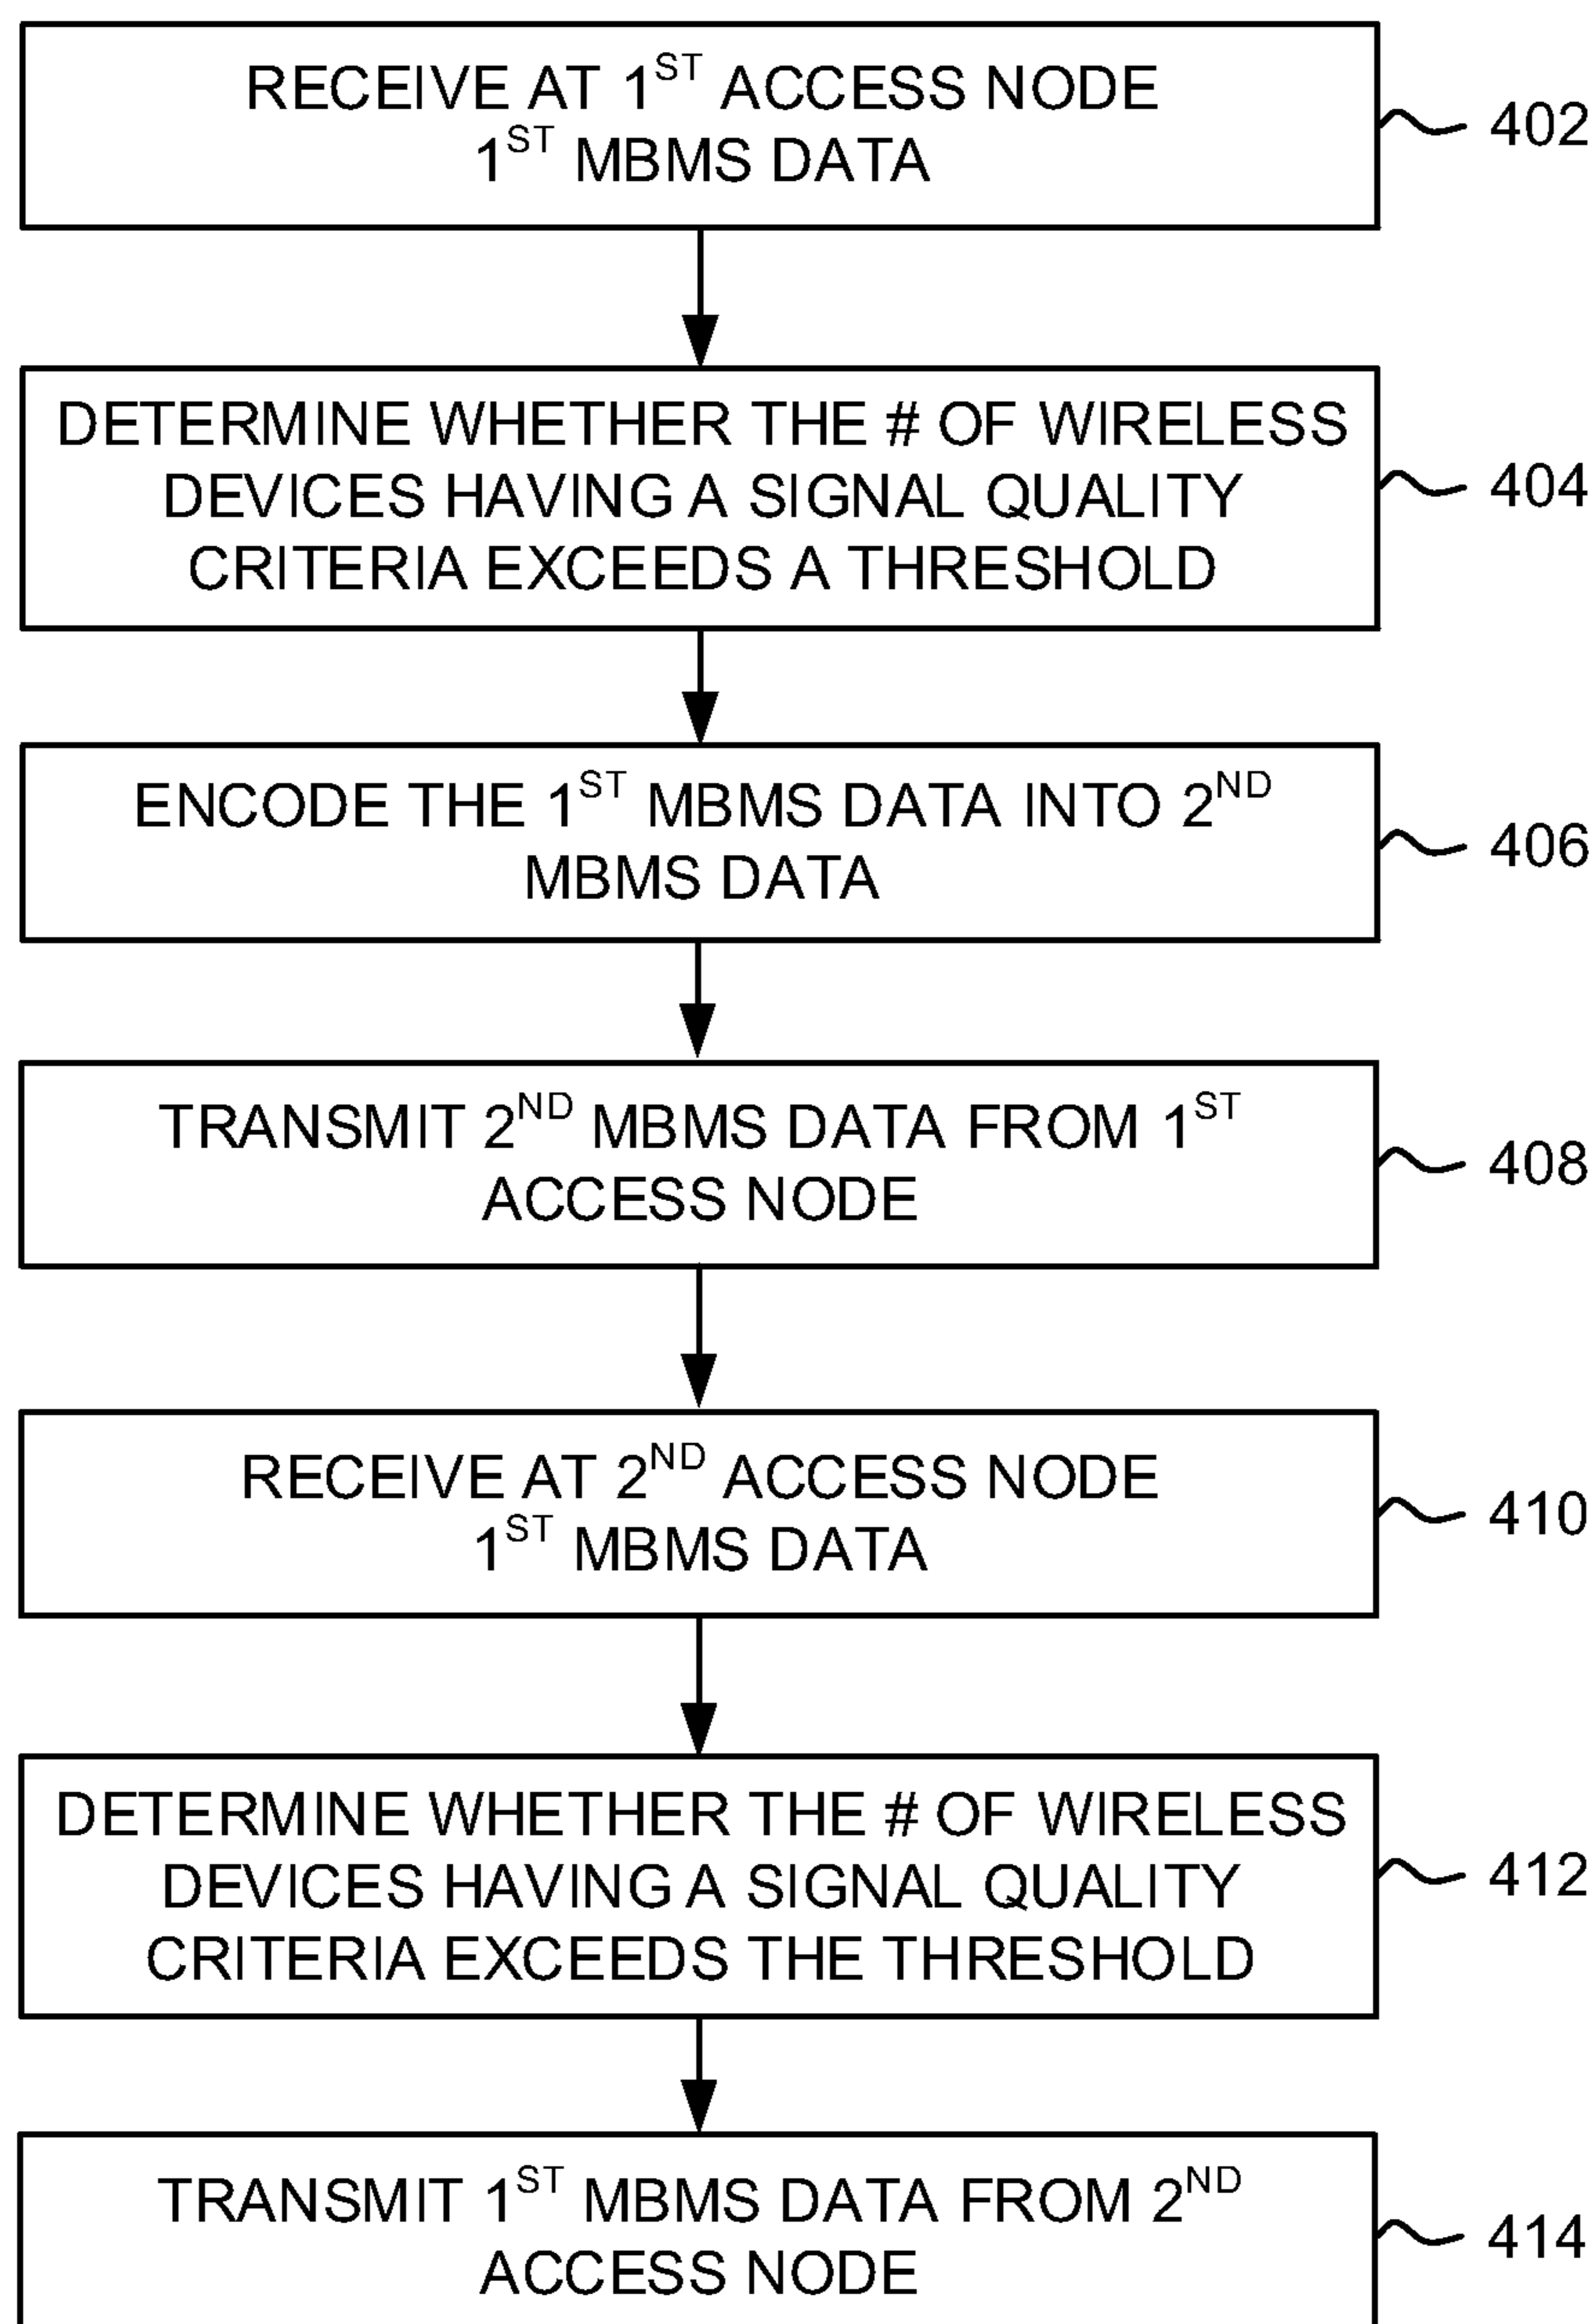 RECEIVE AT 1ST ACCESS NODE
1ST MBMS DATA
402
DETERMINE WHETHER THE # OF WIRELESS
DEVICES HAVING A SIGNAL QUALITY
CRITERIA EXCEEDS A THRESHOLD
404
ENCODE THE 1ST MBMS DATA INTO 2ND
MBMS DATA
406
TRANSMIT 2ND MBMS DATA FROM 1ST
ACCESS NODE
408
RECEIVE AT 2ND ACCESS NODE
1ST MBMS DATA
410
DETERMINE WHETHER THE # OF WIRELESS
DEVICES HAVING A SIGNAL QUALITY
CRITERIA EXCEEDS THE THRESHOLD
412
TRANSMIT 1ST MBMS DATA FROM 2ND
ACCESS NODE
414